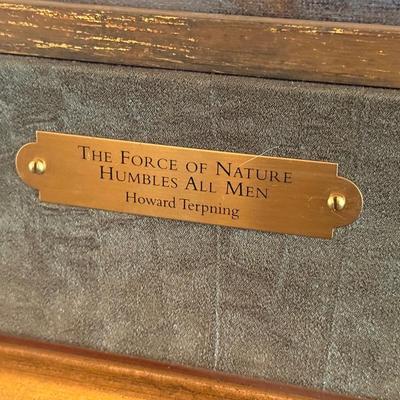 The Force of Nature
Humbles All Men
Howard Terpning